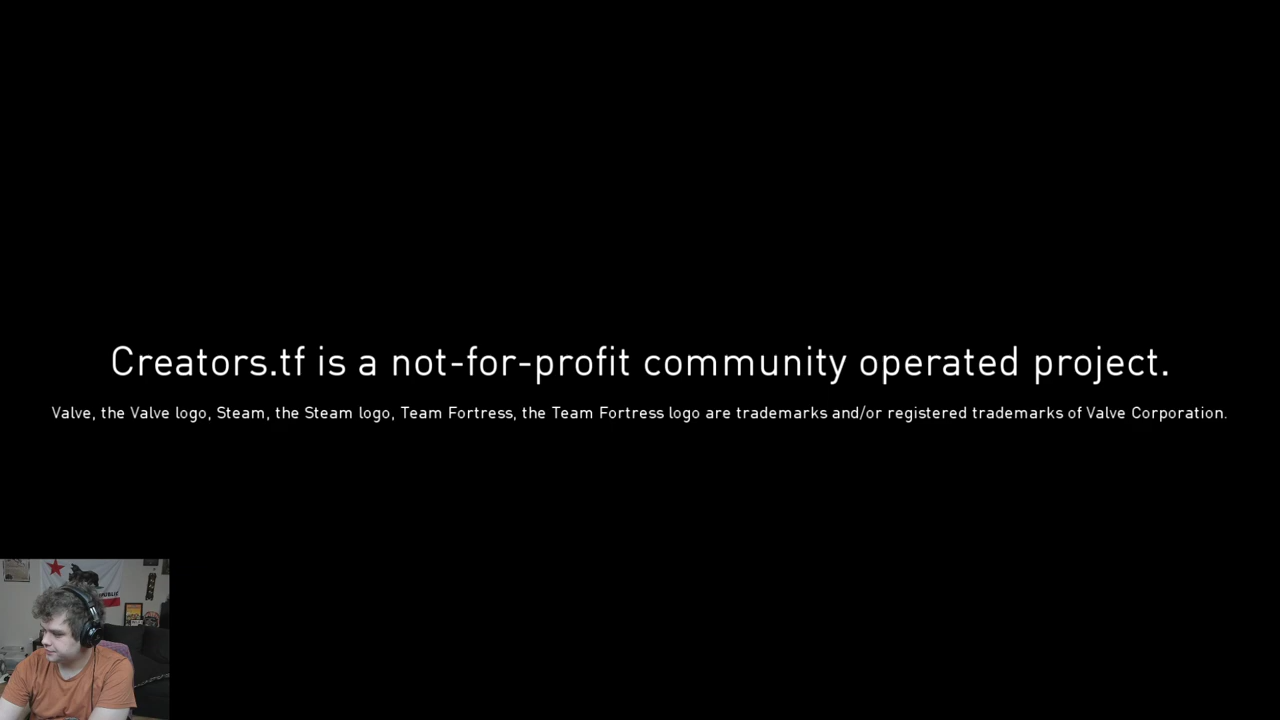 Creators.tf is a not-for-profit community operated project.
Valve, the Valve logo, Steam, the Steam logo, Team Fortress, the Team Fortress logo are trademarks and/or registered trademarks of Valve Corporation.